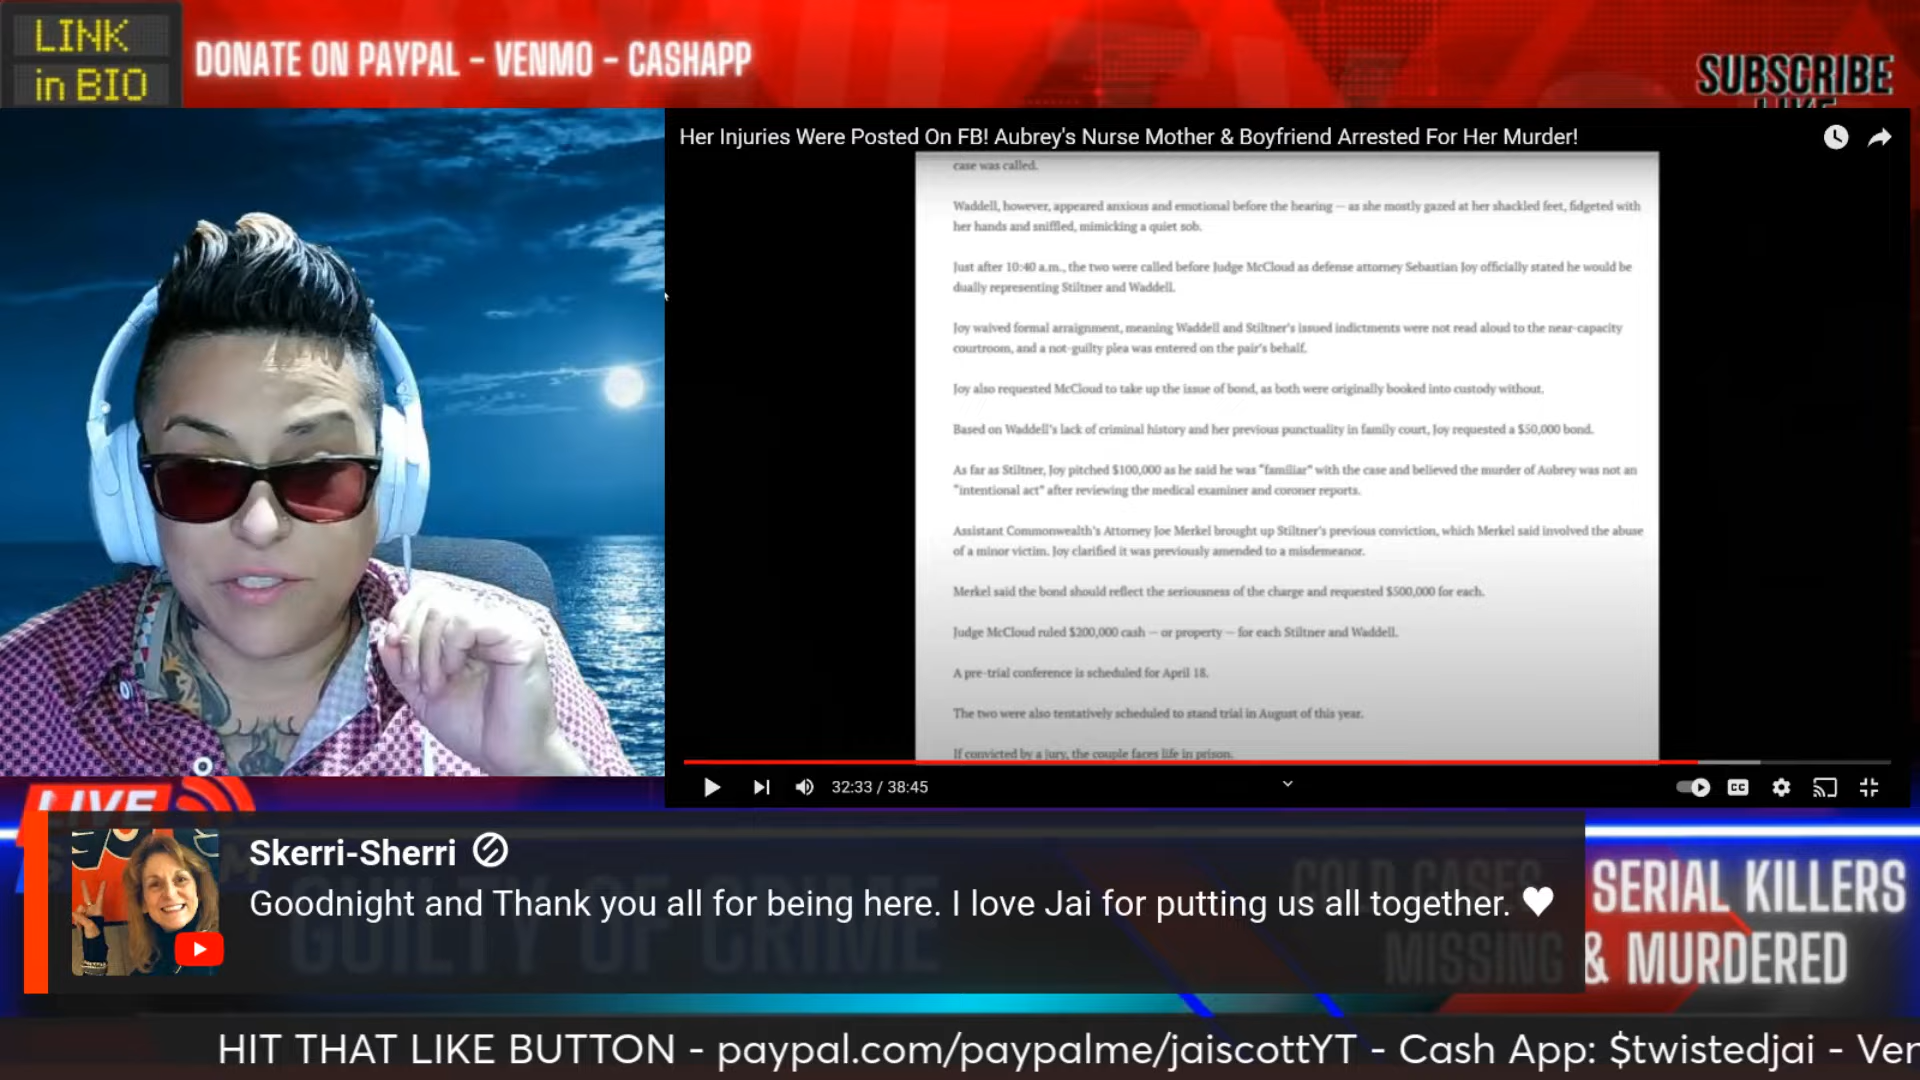 LINK
in BIO
DONATE ON PAYPAL - VENMO - CASHAPP
SUBSCRIBE
LIKE
Her Injuries Were Posted On FB! Aubrey's Nurse Mother & Boyfriend Arrested For Her Murder!
case was called.
Waddell, however, appeared anxious and emotional before the hearing — as she mostly gazed at her shackled feet, fidgeted with
her hands and sniffled, mimicking a quiet sob.
Just after 10:40 a.m., the two were called before Judge McCloud as defense attorney Sebastian Joy officially stated he would be
dually representing Stiltner and Waddell.
Joy waived formal arraignment, meaning Waddell and Stiltner's issued indictments were not read aloud to the near-capacity
courtroom, and a not-guilty plea was entered on the pair's behalf.
Joy also requested McCloud to take up the issue of bond, as both were originally booked into custody without.
Based on Waddell's lack of criminal history and her previous punctuality in family court, Joy requested a $50,000 bond.
As far as Stiltner, Joy pitched $100,000 as he said he was "familiar" with the case and believed the murder of Aubrey was not an
"intentional act" after reviewing the medical examiner and coroner reports.
Assistant Commonwealth's Attorney Joe Merkel brought up Stiltner's previous conviction, which Merkel said involved the abuse
of a minor victim. Joy clarified it was previously amended to a misdemeanor.
Merkel said the bond should reflect the seriousness of the charge and requested $500,000 for each.
Judge McCloud ruled $200,000 cash — or property — for each Stiltner and Waddell.
A pre-trial conference is scheduled for April 18.
The two were also tentatively scheduled to stand trial in August of this year.
If convicted by a jury, the couple faces life in prison.
32:33 / 38:45
CC
LIVE
Skerri-Sherri
Goodnight and Thank you all for being here. I love Jai for putting us all together. ♥
GUILTY OF CRIME
COLD CASES SERIAL KILLERS
MISSING & MURDERED
HIT THAT LIKE BUTTON - paypal.com/paypalme/jaiscottYT - Cash App: $twistedjai - Ven